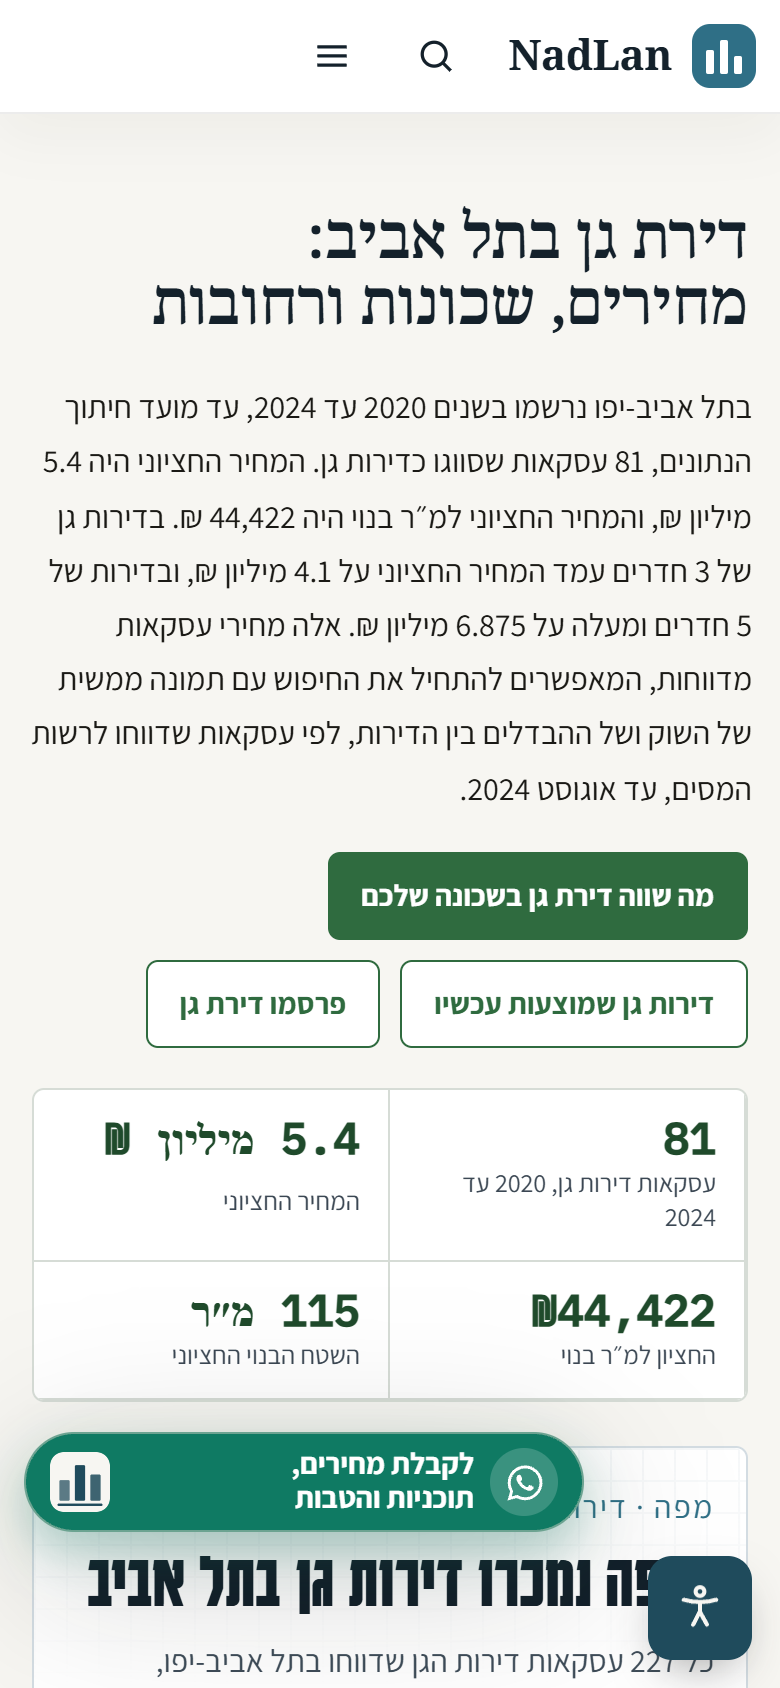 NadLan
דירת גן בתל אביב:
מחירים, שכונות ורחובות
בתל אביב-יפו נרשמו בשנים 2020 עד 2024, עד מועד חיתוך
הנתונים, 81 עסקאות שסווגו כדירות גן. המחיר החציוני היה 5.4
מיליון ₪, והמחיר החציוני למ״ר בנוי היה 44,422 ₪. בדירות גן
של 3 חדרים עמד המחיר החציוני על 4.1 מיליון ₪, ובדירות של
5 חדרים ומעלה על 6.875 מיליון ₪. אלה מחירי עסקאות
מדווחות, המאפשרים להתחיל את החיפוש עם תמונה ממשית
של השוק ושל ההבדלים בין הדירות, לפי עסקאות שדווחו לרשות
המסים, עד אוגוסט 2024.
מה שווה דירת גן בשכונה שלכם
דירות גן שמוצעות עכשיו
פרסמו דירת גן
81
עסקאות דירות גן, 2020 עד
2024
5.4 מיליון ₪
המחיר החציוני
₪44,422
החציון למ״ר בנוי
115 מ״ר
השטח הבנוי החציוני
לקבלת מחירים,
תוכניות והטבות
מפה ·
נמכרו דירות גן בתל אביב
227 עסקאות דירות הגן שדווחו בתל אביב-יפו,